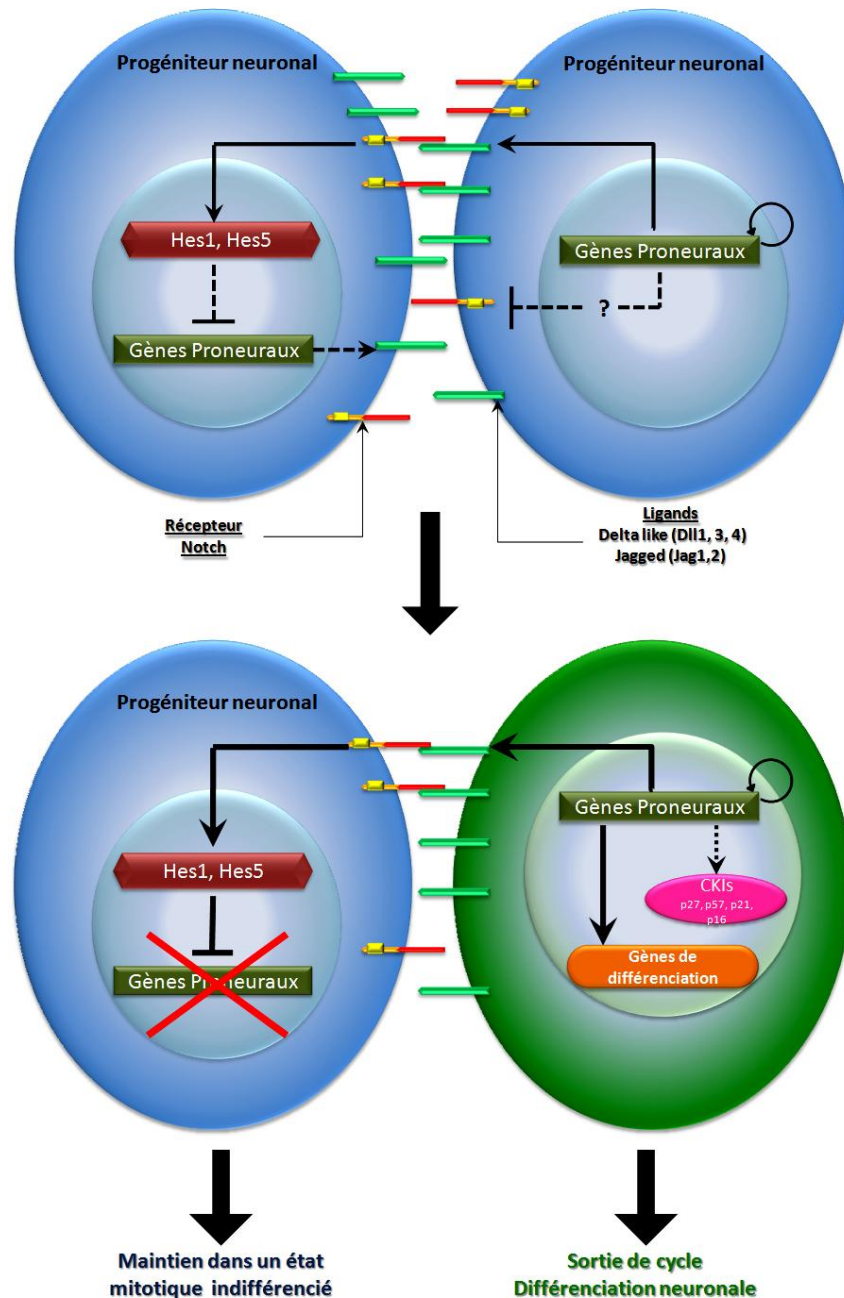 Progéniteur neuronal
Progéniteur neuronal
Hes1, Hes5
Gènes Proneuraux
Gènes Proneuraux
?
Récepteur
Notch
Ligands
Delta like (Dll1, 3, 4)
Jagged (Jag1,2)
Progéniteur neuronal
Gènes Proneuraux
Hes1, Hes5
CKIs
p27, p57, p21,
p16
Gènes Proneuraux
Gènes de
différenciation
Maintien dans un état
mitotique indifférencié
Sortie de cycle
Différenciation neuronale